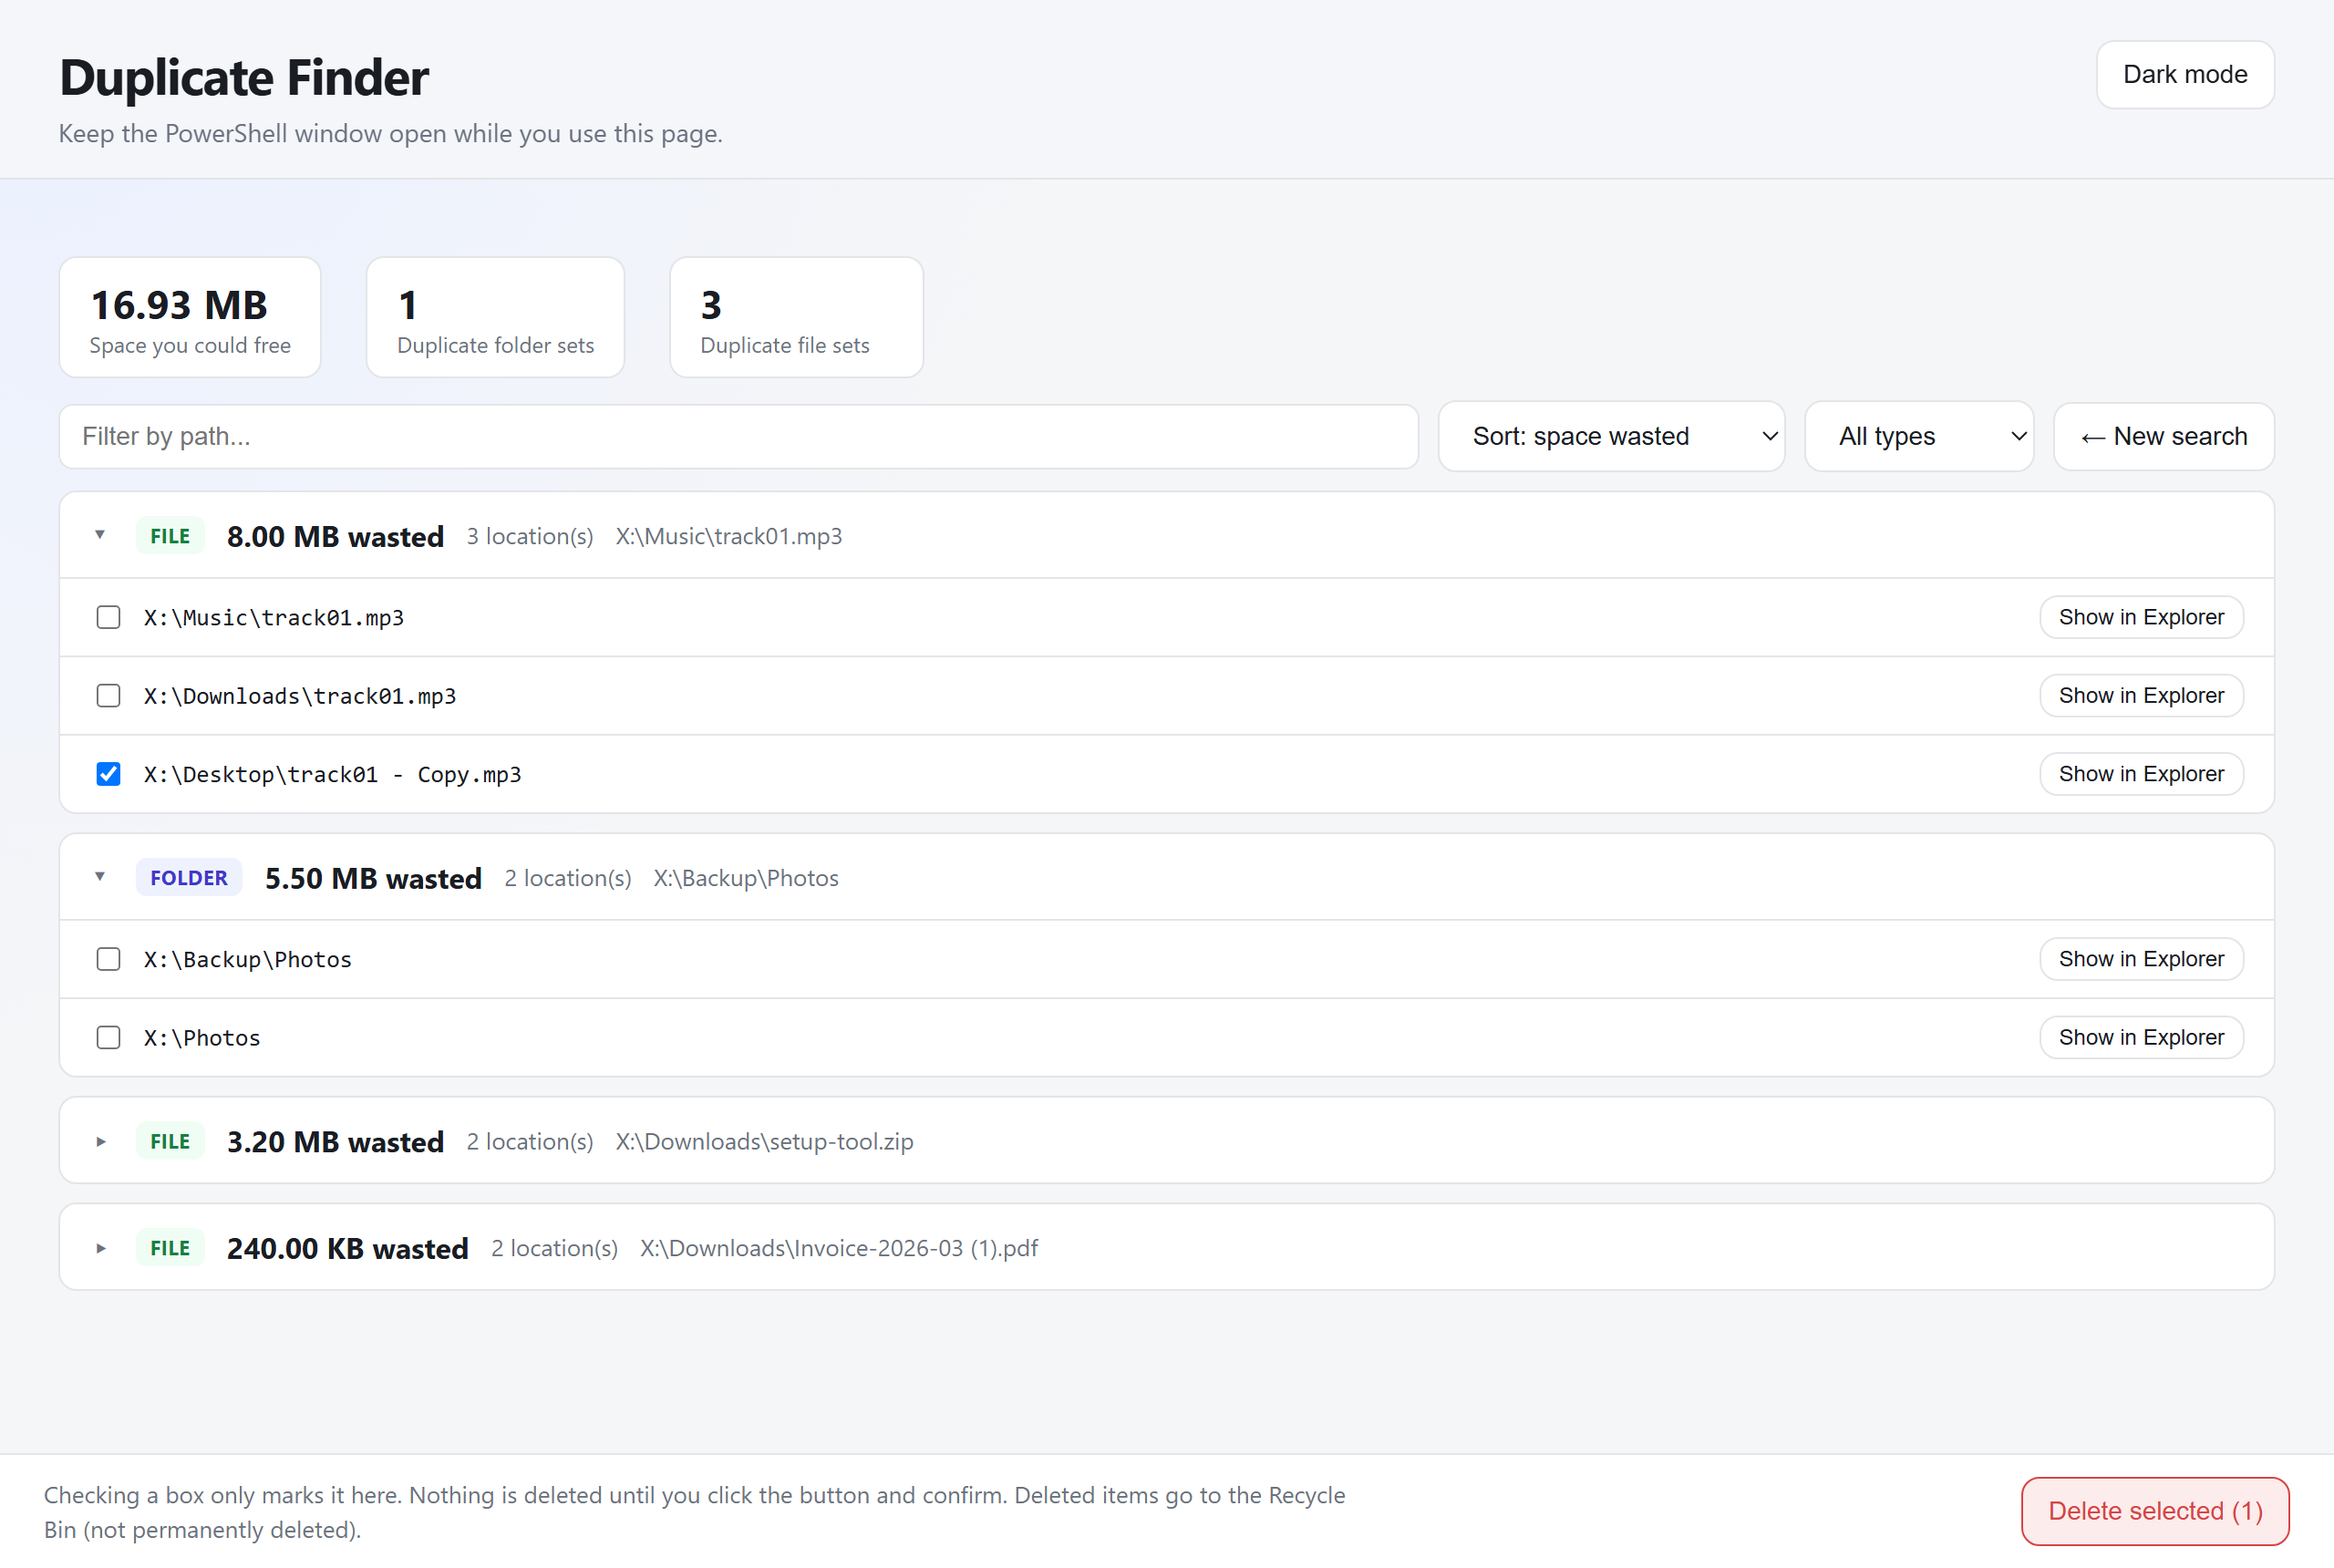 Duplicate Finder
Dark mode
Keep the PowerShell window open while you use this page.
16.93 MB
Space you could free
1
Duplicate folder sets
3
Duplicate file sets
Filter by path...
Sort: space wasted
All types
← New search
FILE 8.00 MB wasted 3 location(s) X:\Music\track01.mp3
X:\Music\track01.mp3 Show in Explorer
X:\Downloads\track01.mp3 Show in Explorer
X:\Desktop\track01 - Copy.mp3 Show in Explorer
FOLDER 5.50 MB wasted 2 location(s) X:\Backup\Photos
X:\Backup\Photos Show in Explorer
X:\Photos Show in Explorer
FILE 3.20 MB wasted 2 location(s) X:\Downloads\setup-tool.zip
FILE 240.00 KB wasted 2 location(s) X:\Downloads\Invoice-2026-03 (1).pdf
Checking a box only marks it here. Nothing is deleted until you click the button and confirm. Deleted items go to the Recycle
Bin (not permanently deleted).
Delete selected (1)